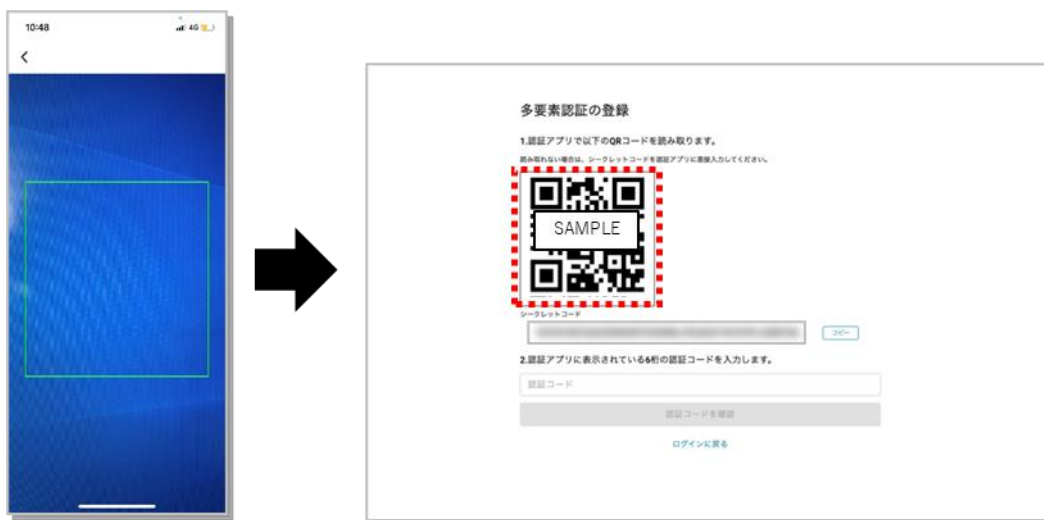 10:48
4G
多要素認証の登録
1.認証アプリで以下のQRコードを読み取ります。
読み取れない場合は、シークレットコードを認証アプリに直接入力してください。
SAMPLE
シークレットコード
コピー
2.認証アプリに表示されている6桁の認証コードを入力します。
認証コード
認証コードを確認
ログインに戻る